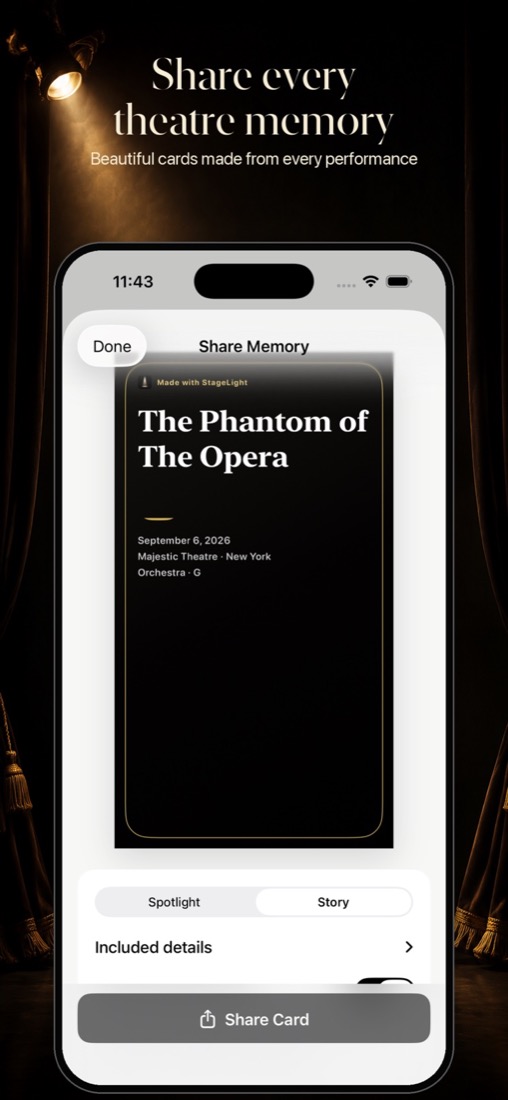 Share every
theatre memory
Beautiful cards made from every performance
11:43
Done
Share Memory
Made with StageLight
The Phantom of
The Opera
September 6, 2026
Majestic Theatre · New York
Orchestra · G
Spotlight
Story
Included details
Share Card